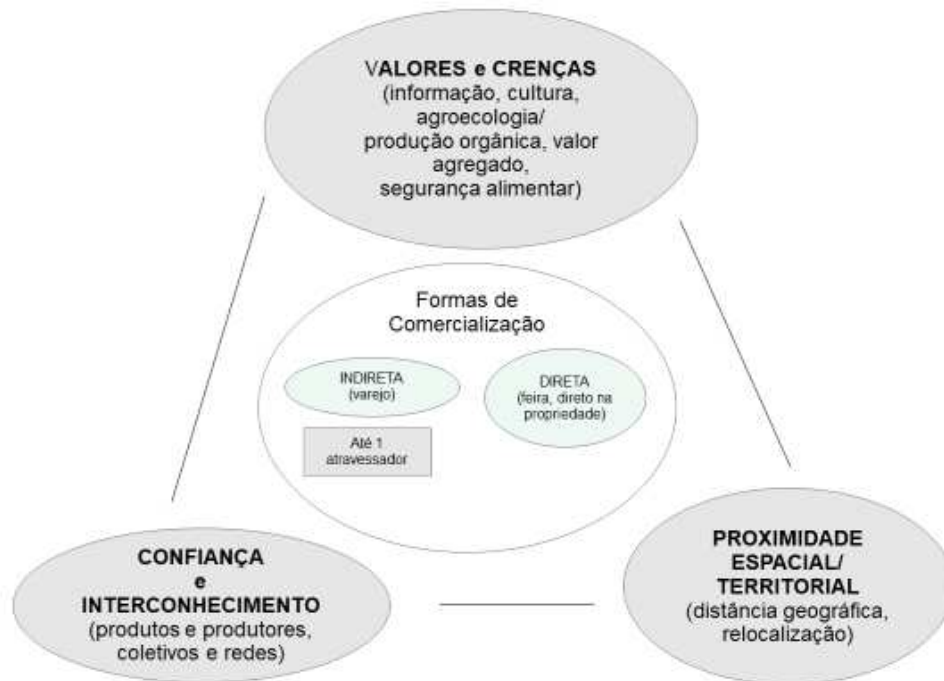 VALORES e CRENÇAS
(informação, cultura,
agroecologia/
produção orgânica, valor
agregado,
segurança alimentar)
Formas de
Comercialização
INDIRETA
(varejo)
DIRETA
(feira, direto na
propriedade)
Até 1
atravessador
CONFIANÇA
e
INTERCONHECIMENTO
(produtos e produtores,
coletivos e redes)
PROXIMIDADE
ESPACIAL/
TERRITORIAL
(distância geográfica,
relocalização)